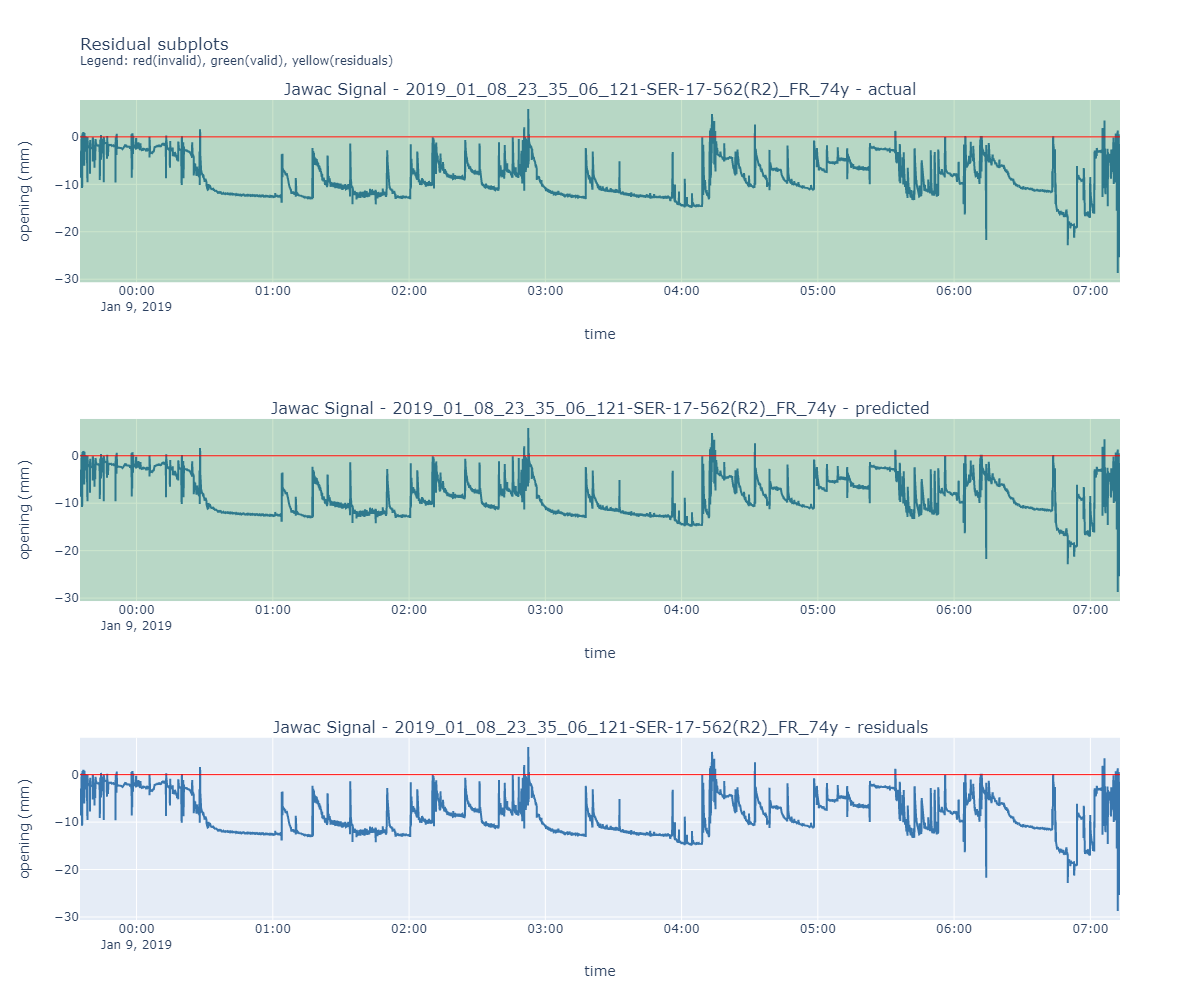 Residual subplots
Legend: red(invalid), green(valid), yellow(residuals)
Jawac Signal - 2019_01_08_23_35_06_121-SER-17-562(R2)_FR_74y - actual
opening (mm)
0
−10
−20
−30
00:00 01:00 02:00 03:00 04:00 05:00 06:00 07:00
Jan 9, 2019
time
Jawac Signal - 2019_01_08_23_35_06_121-SER-17-562(R2)_FR_74y - predicted
opening (mm)
0
−10
−20
−30
00:00 01:00 02:00 03:00 04:00 05:00 06:00 07:00
Jan 9, 2019
time
Jawac Signal - 2019_01_08_23_35_06_121-SER-17-562(R2)_FR_74y - residuals
opening (mm)
0
−10
−20
−30
00:00 01:00 02:00 03:00 04:00 05:00 06:00 07:00
Jan 9, 2019
time